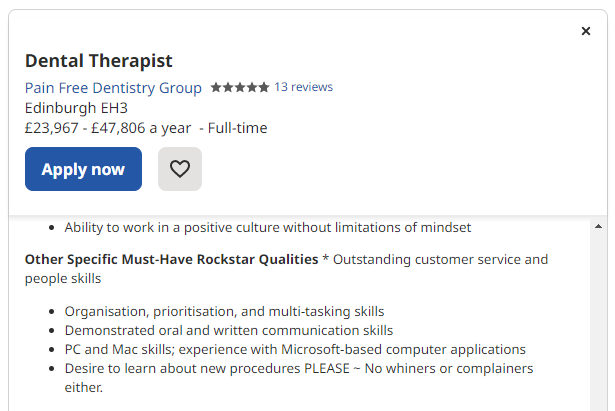 Dental Therapist
Pain Free Dentistry Group ★★★★★ 13 reviews
Edinburgh EH3
£23,967 - £47,806 a year - Full-time
Apply now
• Ability to work in a positive culture without limitations of mindset
Other Specific Must-Have Rockstar Qualities * Outstanding customer service and
people skills
• Organisation, prioritisation, and multi-tasking skills
• Demonstrated oral and written communication skills
• PC and Mac skills; experience with Microsoft-based computer applications
• Desire to learn about new procedures PLEASE ~ No whiners or complainers
either.